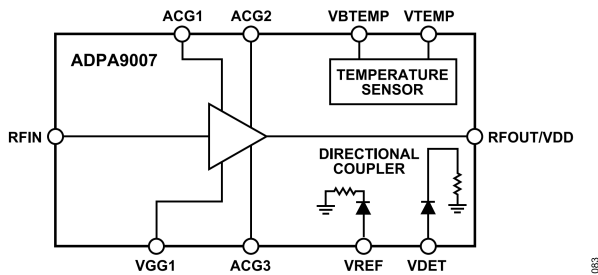 ACG1 ACG2 VBTEMP VTEMP
ADPA9007
TEMPERATURE
SENSOR
RFIN
RFOUT/VDD
DIRECTIONAL
COUPLER
VGG1 ACG3 VREF VDET
083